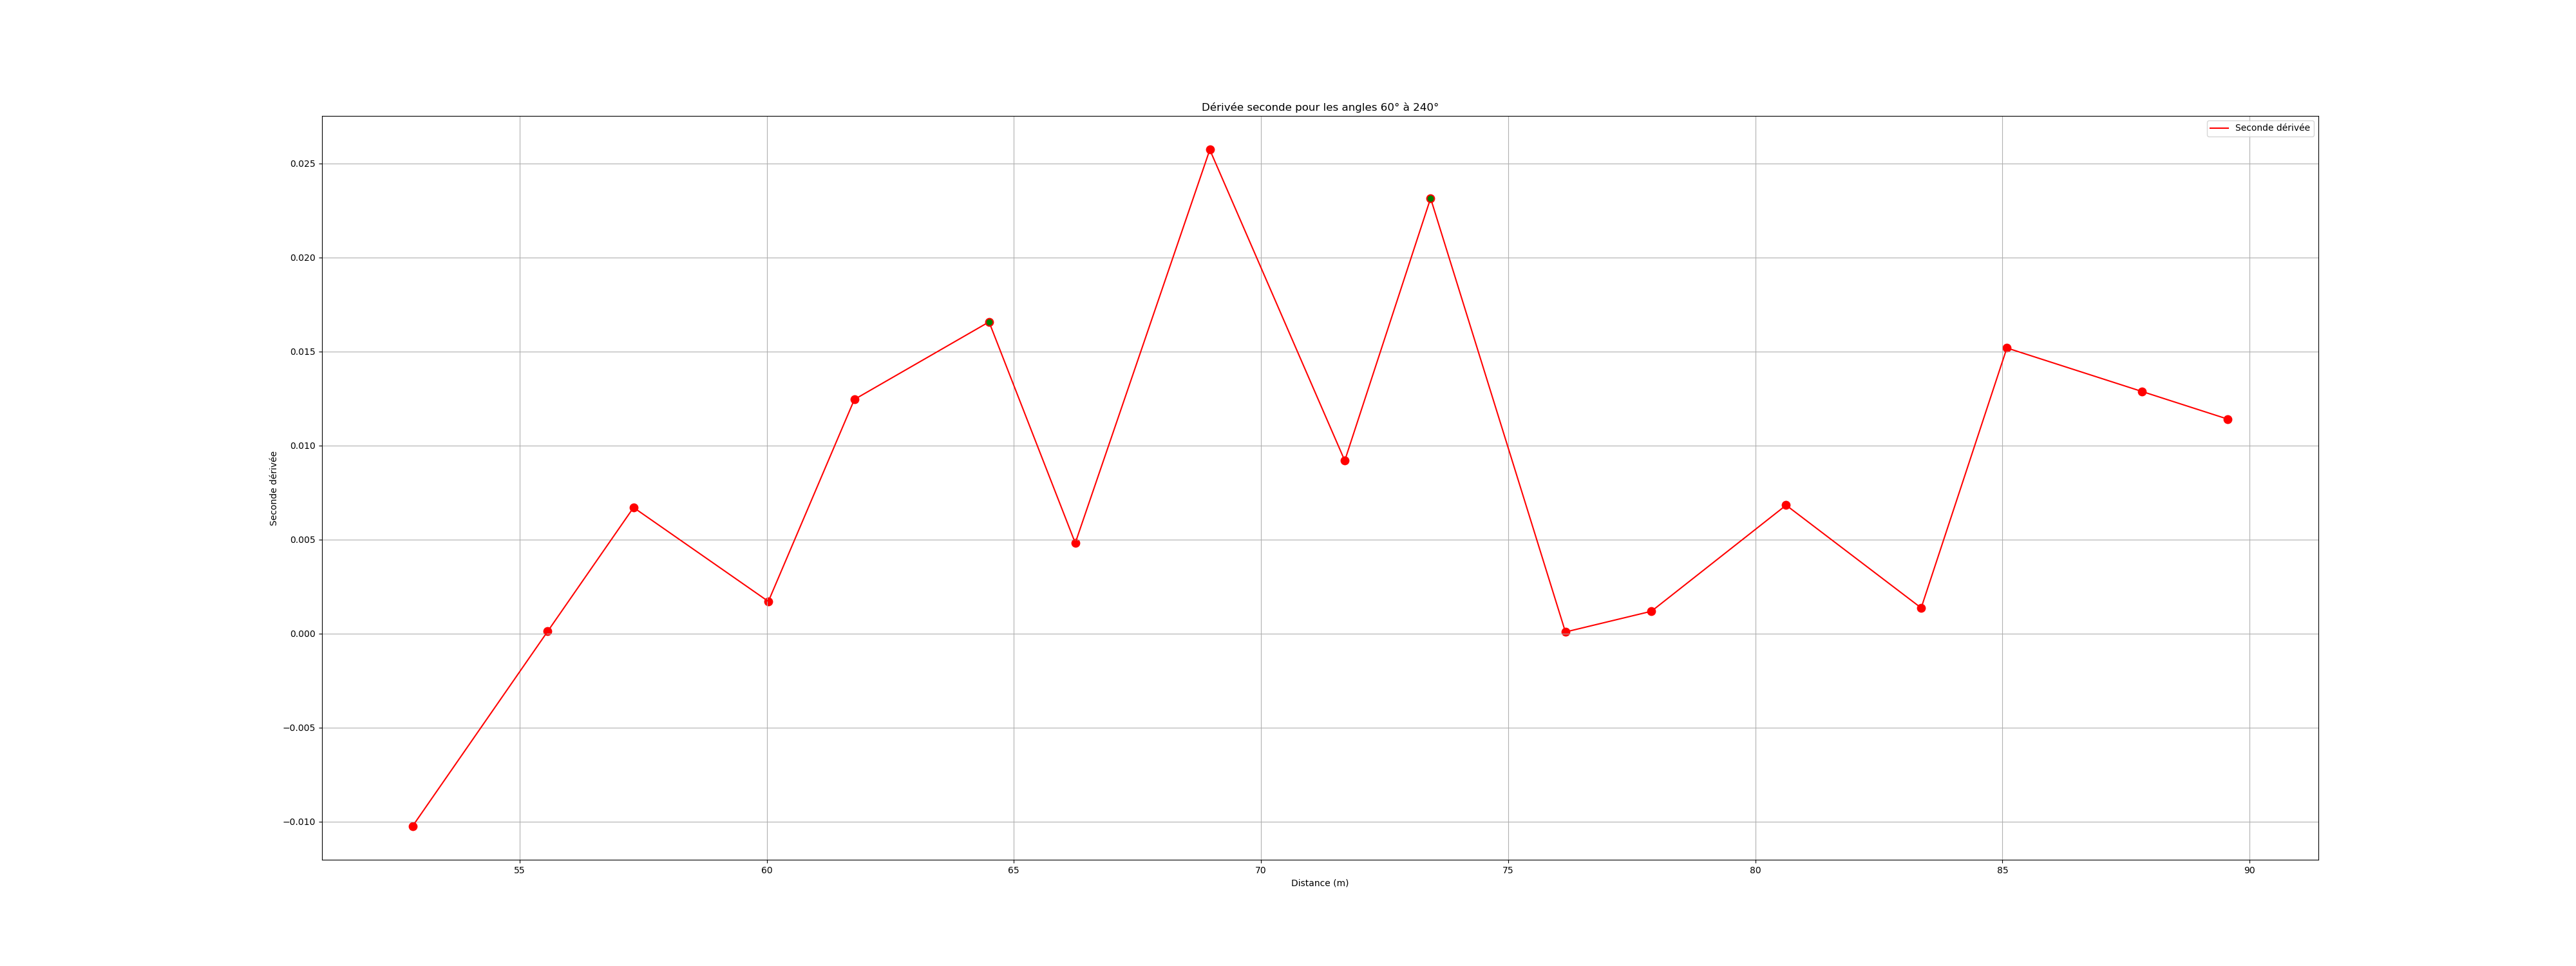 Dérivée seconde pour les angles 60° à 240°
Seconde dérivée
0.025
0.020
0.015
0.010
0.005
0.000
−0.005
−0.010
Seconde dérivée
55 60 65 70 75 80 85 90
Distance (m)